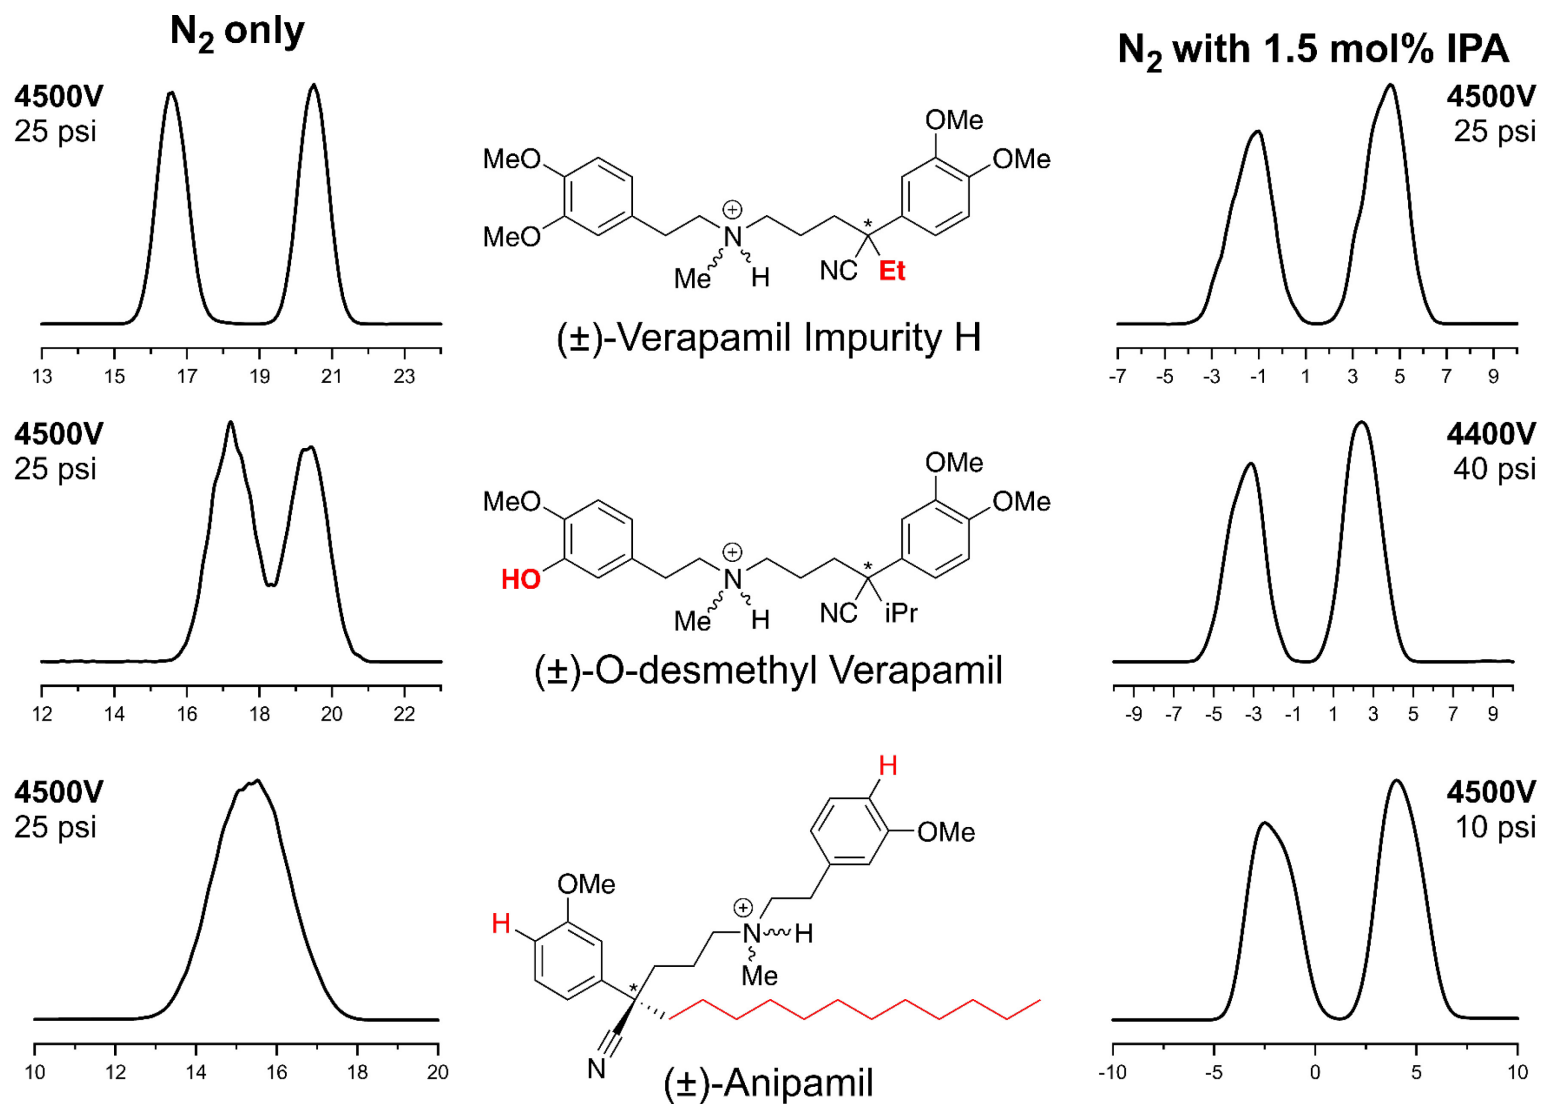 N₂ only
N₂ with 1.5 mol% IPA
4500V
25 psi
13 15 17 19 21 23
MeO
MeO
⊕
N
Me H
*
NC Et
OMe
OMe
(±)-Verapamil Impurity H
4500V
25 psi
-7 -5 -3 -1 1 3 5 7 9
4500V
25 psi
12 14 16 18 20 22
MeO
HO
⊕
N
Me H
*
NC iPr
OMe
OMe
(±)-O-desmethyl Verapamil
4400V
40 psi
-9 -7 -5 -3 -1 1 3 5 7 9
4500V
25 psi
10 12 14 16 18 20
H
OMe
OMe
H
⊕
N H
Me
*
N
(±)-Anipamil
4500V
10 psi
-10 -5 0 5 10